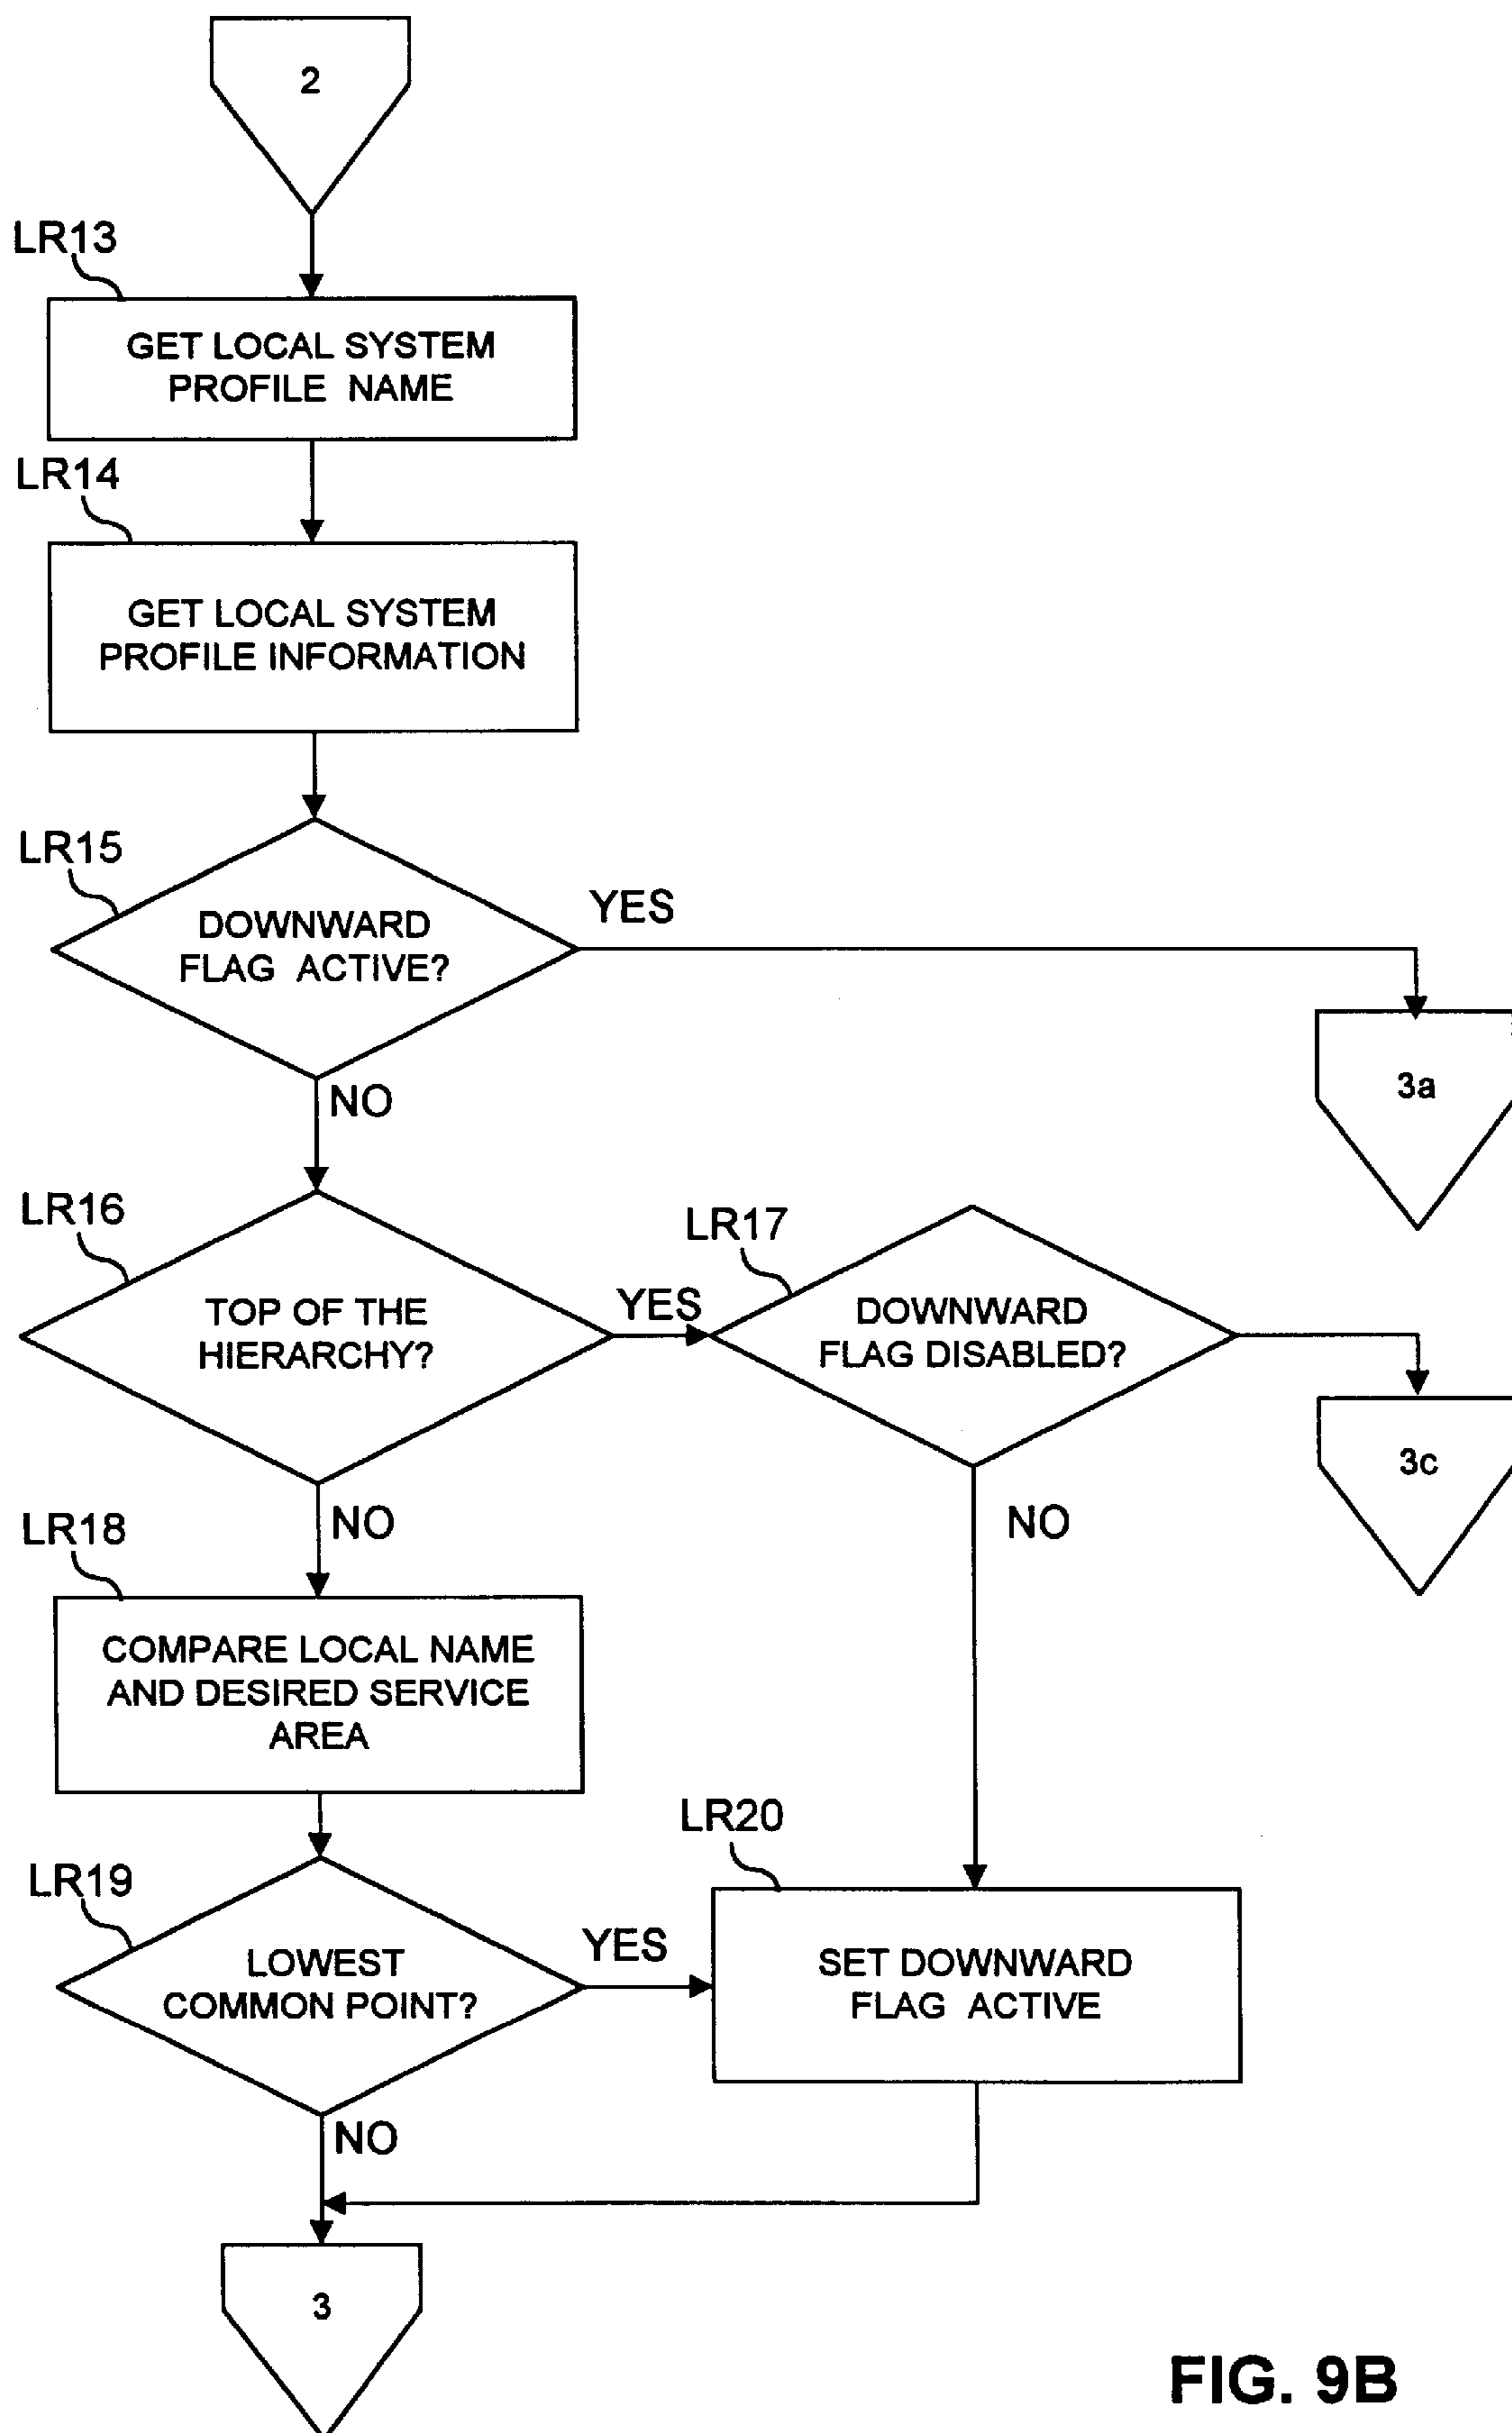 2
LR13
GET LOCAL SYSTEM
PROFILE NAME
LR14
GET LOCAL SYSTEM
PROFILE INFORMATION
LR15
DOWNWARD
FLAG ACTIVE?
YES
NO
3a
LR16
TOP OF THE
HIERARCHY?
YES
LR17
DOWNWARD
FLAG DISABLED?
3c
NO
NO
LR18
COMPARE LOCAL NAME
AND DESIRED SERVICE
AREA
LR19
LOWEST
COMMON POINT?
YES
LR20
SET DOWNWARD
FLAG ACTIVE
NO
3
FIG. 9B